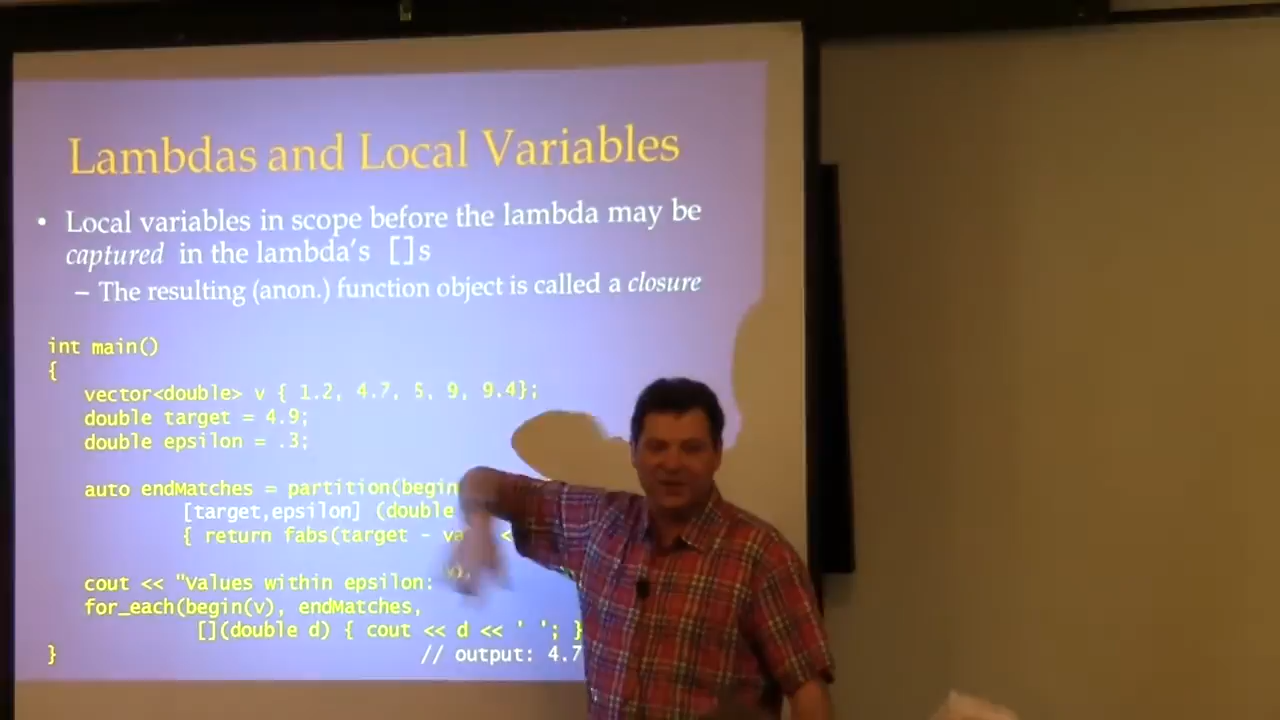 Lambdas and Local Variables
• Local variables in scope before the lambda may be
captured in the lambda's []s
– The resulting (anon.) function object is called a closure
int main()
{
vector<double> v { 1.2, 4.7, 5, 9, 9.4};
double target = 4.9;
double epsilon = .3;
auto endMatches = partition(begin
[target,epsilon] (double
{ return fabs(target - va <
cout << "Values within epsilon:
for_each(begin(v), endMatches,
[](double d) { cout << d << ' '; }
} // output: 4.7